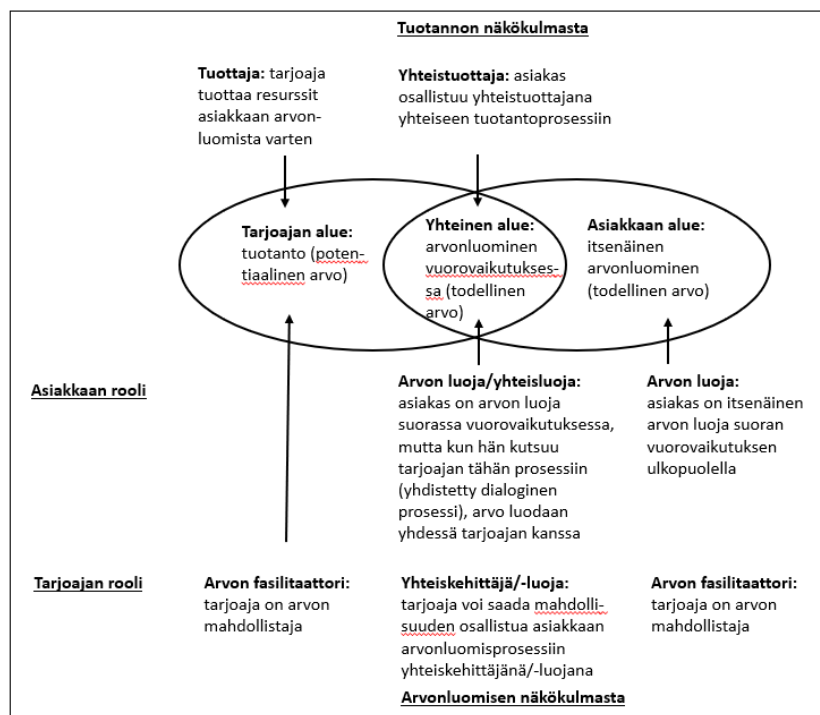 Tuotannon näkökulmasta
Tuottaja: tarjoaja
tuottaa resurssit
asiakkaan arvon-
luomista varten
Yhteistuottaja: asiakas
osallistuu yhteistuottajana
yhteiseen tuotantoprosessiin
Tarjoajan alue:
tuotanto (poten-
tiaalinen arvo)
Yhteinen alue:
arvonluominen
vuorovaikutukses-
sa (todellinen
arvo)
Asiakkaan alue:
itsenäinen
arvonluominen
(todellinen arvo)
Asiakkaan rooli
Arvon luoja/yhteisluoja:
asiakas on arvon luoja
suorassa vuorovaikutuksessa,
mutta kun hän kutsuu
tarjoajan tähän prosessiin
(yhdistetty dialoginen
prosessi), arvo luodaan
yhdessä tarjoajan kanssa
Arvon luoja:
asiakas on itsenäinen
arvon luoja suoran
vuorovaikutuksen
ulkopuolella
Tarjoajan rooli
Arvon fasilitaattori:
tarjoaja on arvon
mahdollistaja
Yhteiskehittäjä/-luoja:
tarjoaja voi saada mahdolli-
suuden osallistua asiakkaan
arvonluomisprosessiin
yhteiskehittäjänä/-luojana
Arvon fasilitaattori:
tarjoaja on arvon
mahdollistaja
Arvonluomisen näkökulmasta